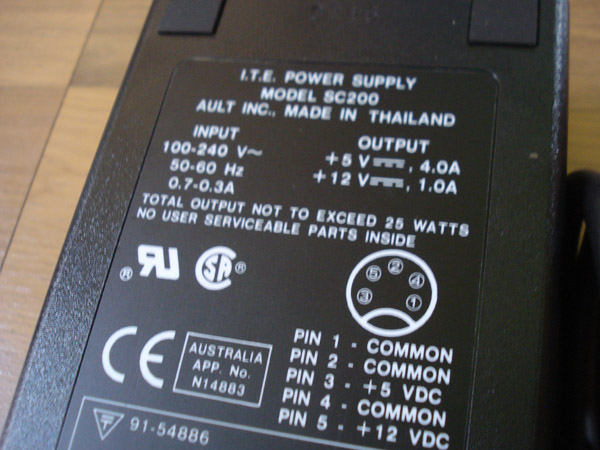 I.T.E. POWER SUPPLY
MODEL SC200
AULT INC., MADE IN THAILAND
INPUT
100-240 V~
50-60 Hz
0.7-0.3A
OUTPUT
+5 V⎓, 4.0A
+12 V⎓, 1.0A
TOTAL OUTPUT NOT TO EXCEED 25 WATTS
NO USER SERVICEABLE PARTS INSIDE
® RU
SA ®
② ⑤ ④ ③ ①
CE
AUSTRALIA
APP. No.
N14883
PIN 1 - COMMON
PIN 2 - COMMON
PIN 3 - +5 VDC
PIN 4 - COMMON
PIN 5 - +12 VDC
91-54886